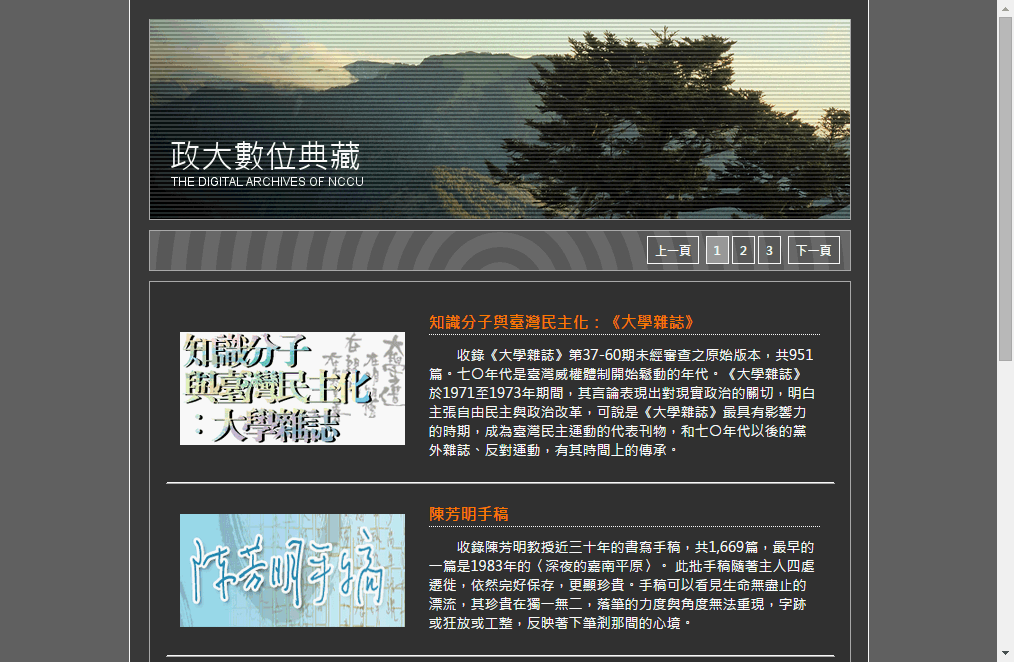 政大數位典藏
THE DIGITAL ARCHIVES OF NCCU
上一頁 1 2 3 下一頁
知識分子
與臺灣民主化
：大學雜誌
知識分子與臺灣民主化：《大學雜誌》
收錄《大學雜誌》第37-60期未經審查之原始版本，共951
篇。七〇年代是臺灣威權體制開始鬆動的年代。《大學雜誌》
於1971至1973年期間，其言論表現出對現實政治的關切，明白
主張自由民主與政治改革，可說是《大學雜誌》最具有影響力
的時期，成為臺灣民主運動的代表刊物，和七〇年代以後的黨
外雜誌、反對運動，有其時間上的傳承。
陳芳明手稿
陳芳明手稿
收錄陳芳明教授近三十年的書寫手稿，共1,669篇，最早的
一篇是1983年的〈深夜的嘉南平原〉。 此批手稿隨著主人四處
遷徙，依然完好保存，更顯珍貴。手稿可以看見生命無盡止的
漂流，其珍貴在獨一無二，落筆的力度與角度無法重現，字跡
或狂放或工整，反映著下筆剎那間的心境。